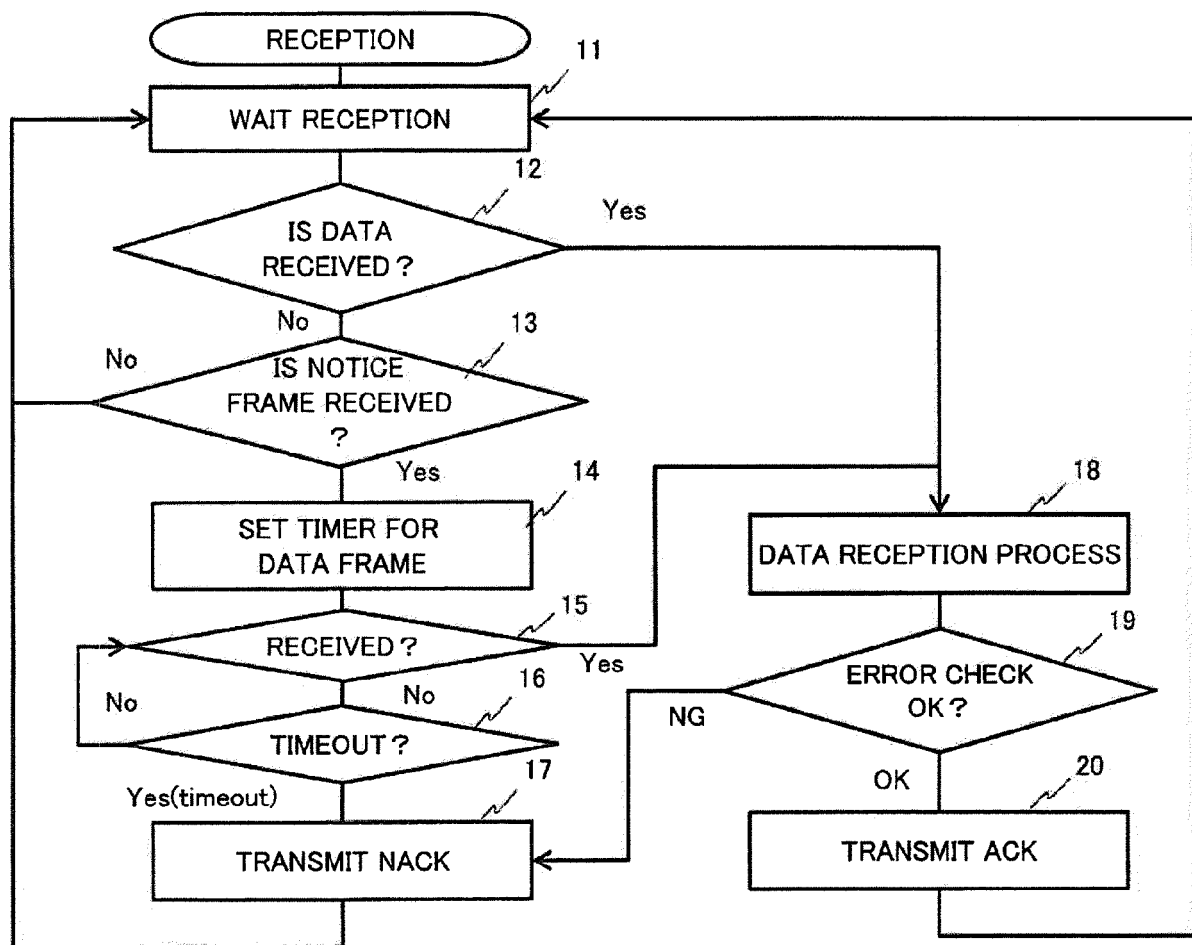 RECEPTION
11
WAIT RECEPTION
12
Yes
IS DATA
RECEIVED?
No
13
No
IS NOTICE
FRAME RECEIVED
?
Yes
14
18
SET TIMER FOR
DATA FRAME
DATA RECEPTION PROCESS
15
19
RECEIVED?
Yes
ERROR CHECK
OK?
No
16
No
NG
TIMEOUT?
17
OK
20
Yes(timeout)
TRANSMIT NACK
TRANSMIT ACK